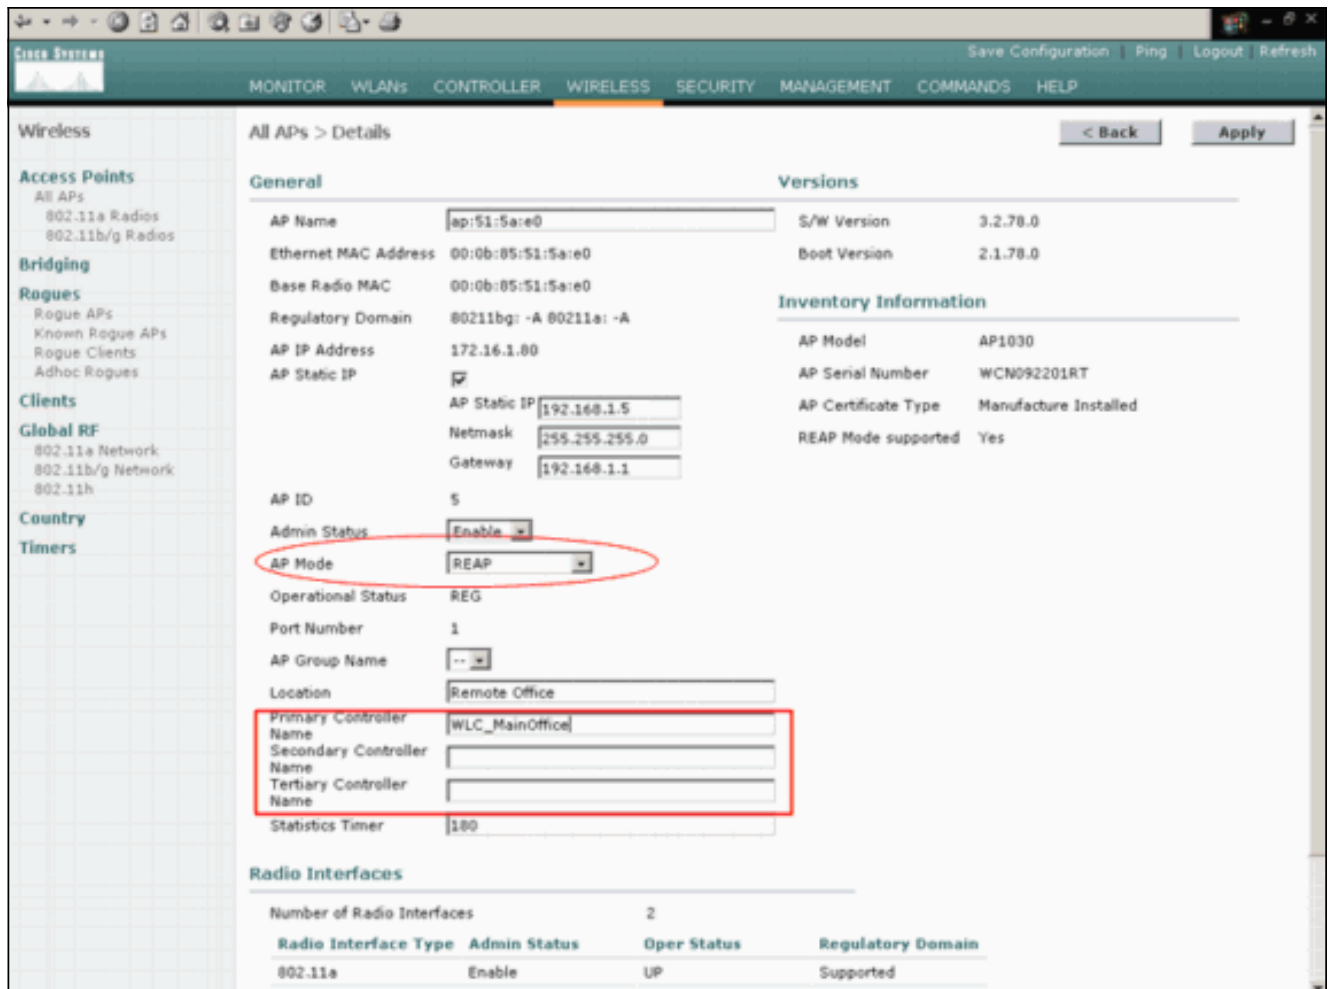 CISCO SYSTEMS
Save Configuration | Ping | Logout | Refresh
MONITOR WLANs CONTROLLER WIRELESS SECURITY MANAGEMENT COMMANDS HELP
Wireless
Access Points
All APs
802.11a Radios
802.11b/g Radios
Bridging
Rogues
Rogue APs
Known Rogue APs
Rogue Clients
Adhoc Rogues
Clients
Global RF
802.11a Network
802.11b/g Network
802.11h
Country
Timers
All APs > Details
< Back Apply
General
AP Name ap:51:5a:e0
Ethernet MAC Address 00:0b:85:51:5a:e0
Base Radio MAC 00:0b:85:51:5a:e0
Regulatory Domain 80211bg: -A 80211a: -A
AP IP Address 172.16.1.80
AP Static IP
AP Static IP 192.168.1.5
Netmask 255.255.255.0
Gateway 192.168.1.1
AP ID 5
Admin Status Enable
AP Mode REAP
Operational Status REG
Port Number 1
AP Group Name --
Location Remote Office
Primary Controller
Name WLC_MainOffice
Secondary Controller
Name
Tertiary Controller
Name
Statistics Timer 180
Versions
S/W Version 3.2.78.0
Boot Version 2.1.78.0
Inventory Information
AP Model AP1030
AP Serial Number WCN092201RT
AP Certificate Type Manufacture Installed
REAP Mode supported Yes
Radio Interfaces
Number of Radio Interfaces 2
Radio Interface Type Admin Status Oper Status Regulatory Domain
802.11a Enable UP Supported